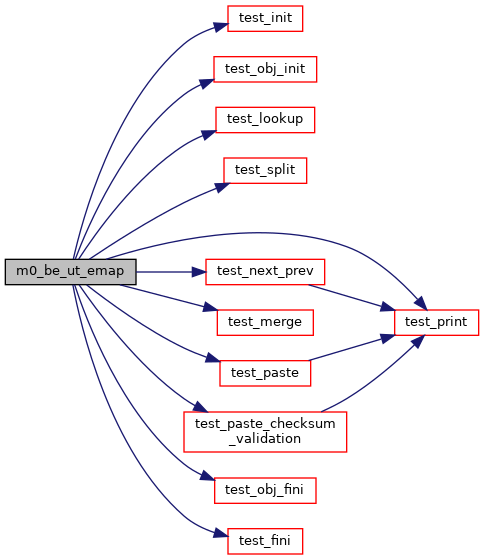 test_init
test_obj_init
test_lookup
test_split
m0_be_ut_emap
test_next_prev
test_merge
test_print
test_paste
test_paste_checksum
_validation
test_obj_fini
test_fini